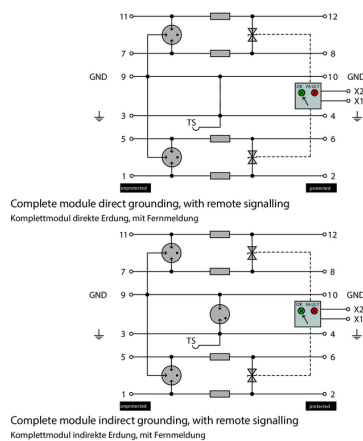 11 12
7 8
GND 9 10 GND
OK FAULT
X2
X1
3 4
TS
5 6
1 2
unprotected protected
Complete module direct grounding, with remote signalling
Komplettmodul direkte Erdung, mit Fernmeldung
11 12
7 8
GND 9 10 GND
OK FAULT
X2
X1
3 4
TS
5 6
1 2
unprotected protected
Complete module indirect grounding, with remote signalling
Komplettmodul indirekte Erdung, mit Fernmeldung